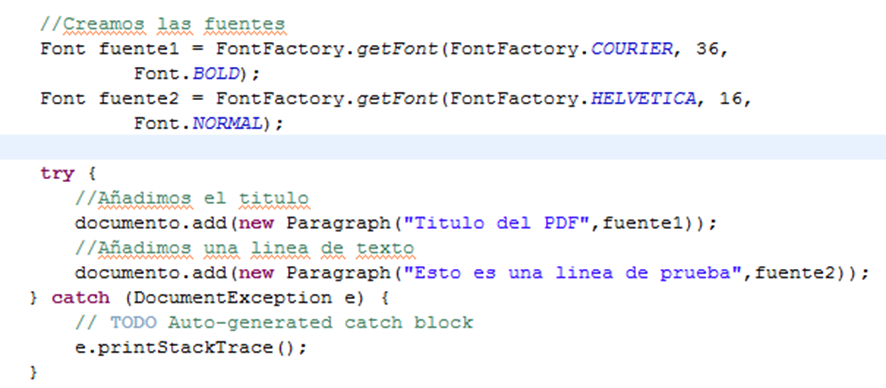 //Creamos las fuentes
Font fuente1 = FontFactory.getFont(FontFactory.COURIER, 36,
Font.BOLD);
Font fuente2 = FontFactory.getFont(FontFactory.HELVETICA, 16,
Font.NORMAL);
try {
//Añadimos el titulo
documento.add(new Paragraph("Titulo del PDF",fuente1));
//Añadimos una linea de texto
documento.add(new Paragraph("Esto es una linea de prueba",fuente2));
} catch (DocumentException e) {
// TODO Auto-generated catch block
e.printStackTrace();
}